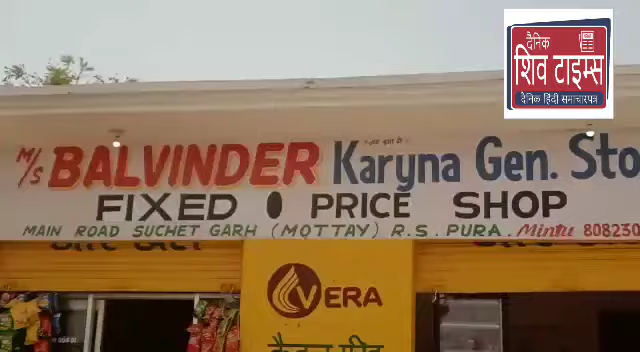 दैनिक
शिव टाइम्स
दैनिक हिंदी समाचारपत्र
M/S BALVINDER Karyna Gen. Sto
FIXED PRICE SHOP
MAIN ROAD SUCHET GARH (MOTTAY) R.S. PURA. Mintu 808230
VERA